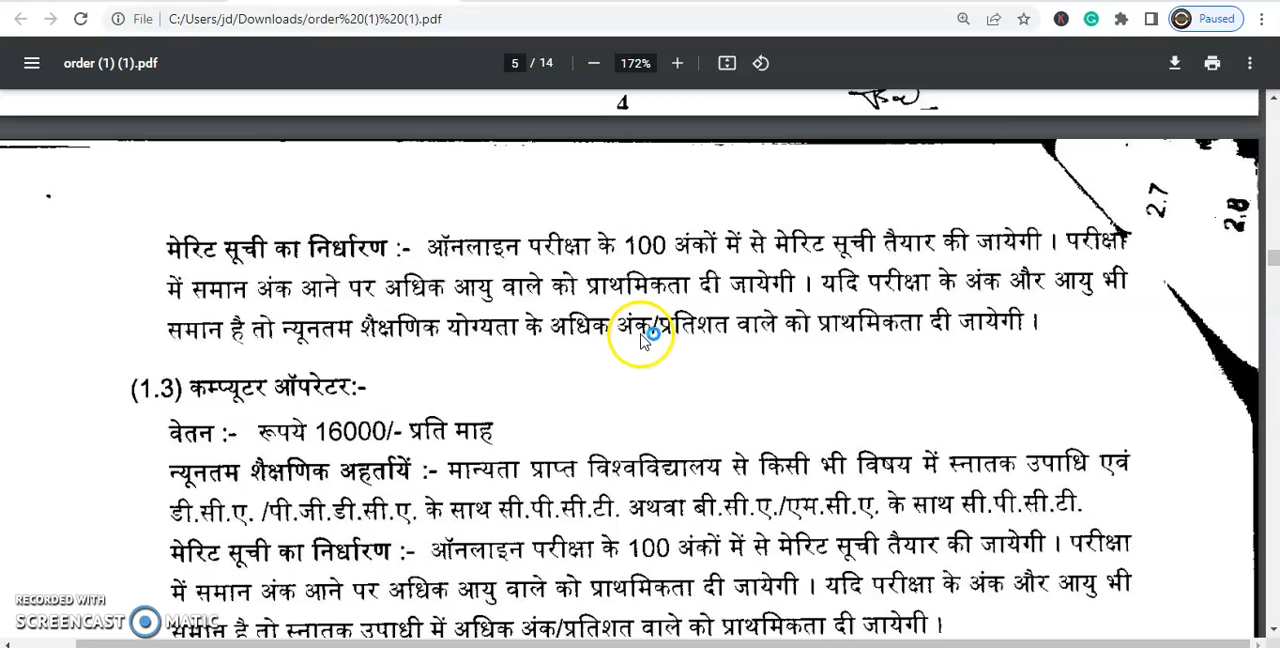 File C:/Users/jd/Downloads/order%20(1)%20(1).pdf Paused
order (1) (1).pdf 5 / 14 172%
4
2.7
2.8
मेरिट सूची का निर्धारण :- ऑनलाइन परीक्षा के 100 अंकों में से मेरिट सूची तैयार की जायेगी । परीक्षा
में समान अंक आने पर अधिक आयु वाले को प्राथमिकता दी जायेगी । यदि परीक्षा के अंक और आयु भी
समान है तो न्यूनतम शैक्षणिक योग्यता के अधिक अंक/प्रतिशत वाले को प्राथमिकता दी जायेगी ।
(1.3) कम्प्यूटर ऑपरेटर:-
वेतन :- रूपये 16000/- प्रति माह
न्यूनतम शैक्षणिक अहर्तायें :- मान्यता प्राप्त विश्वविद्यालय से किसी भी विषय में स्नातक उपाधि एवं
डी.सी.ए. /पी.जी.डी.सी.ए. के साथ सी.पी.सी.टी. अथवा बी.सी.ए./एम.सी.ए. के साथ सी.पी.सी.टी.
मेरिट सूची का निर्धारण :- ऑनलाइन परीक्षा के 100 अंकों में से मेरिट सूची तैयार की जायेगी । परीक्षा
में समान अंक आने पर अधिक आयु वाले को प्राथमिकता दी जायेगी । यदि परीक्षा के अंक और आयु भी
समान है तो स्नातक उपाधी में अधिक अंक/प्रतिशत वाले को प्राथमिकता दी जायेगी ।
RECORDED WITH
SCREENCAST MATIC